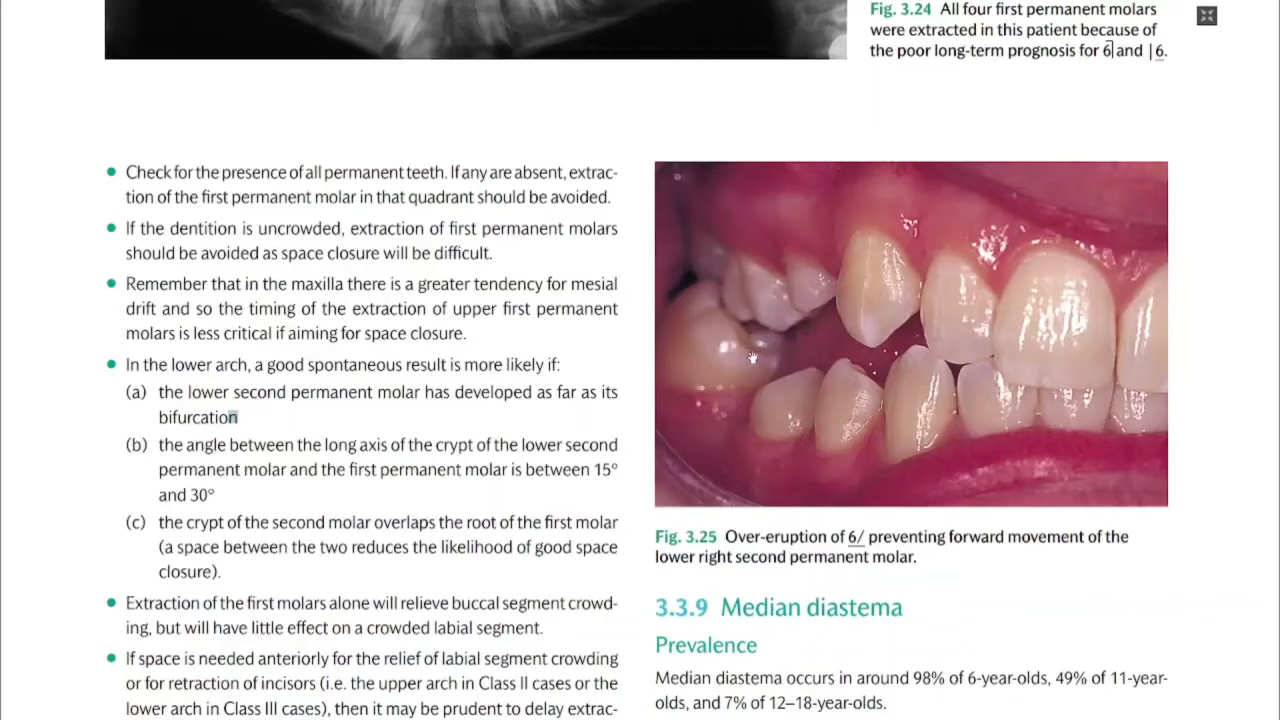 Fig. 3.24 All four first permanent molars
were extracted in this patient because of
the poor long-term prognosis for 6 and | 6.
Check for the presence of all permanent teeth. If any are absent, extrac-
tion of the first permanent molar in that quadrant should be avoided.
If the dentition is uncrowded, extraction of first permanent molars
should be avoided as space closure will be difficult.
Remember that in the maxilla there is a greater tendency for mesial
drift and so the timing of the extraction of upper first permanent
molars is less critical if aiming for space closure.
In the lower arch, a good spontaneous result is more likely if:
(a) the lower second permanent molar has developed as far as its
bifurcation
(b) the angle between the long axis of the crypt of the lower second
permanent molar and the first permanent molar is between 15°
and 30°
(c) the crypt of the second molar overlaps the root of the first molar
(a space between the two reduces the likelihood of good space
closure).
Extraction of the first molars alone will relieve buccal segment crowd-
ing, but will have little effect on a crowded labial segment.
If space is needed anteriorly for the relief of labial segment crowding
or for retraction of incisors (i.e. the upper arch in Class II cases or the
lower arch in Class III cases), then it may be prudent to delay extrac-
Fig. 3.25 Over-eruption of 6/ preventing forward movement of the
lower right second permanent molar.
3.3.9 Median diastema
Prevalence
Median diastema occurs in around 98% of 6-year-olds, 49% of 11-year-
olds, and 7% of 12–18-year-olds.